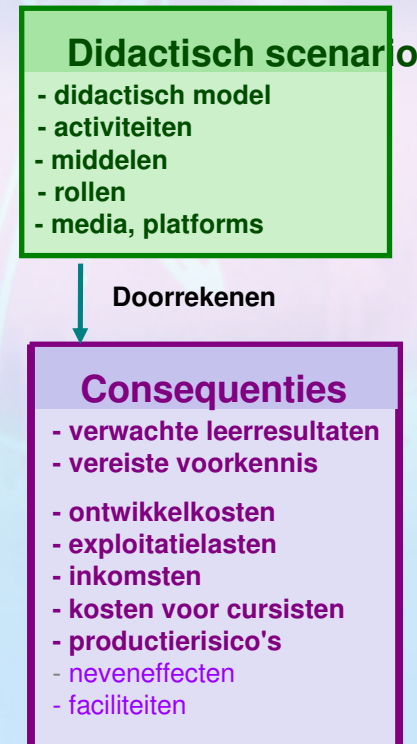 Didactisch scenario
- didactisch model
- activiteiten
- middelen
- rollen
- media, platforms
Doorrekenen
Consequenties
- verwachte leerresultaten
- vereiste voorkennis
- ontwikkelkosten
- exploitatielasten
- inkomsten
- kosten voor cursisten
- productierisico's
- neveneffecten
- faciliteiten